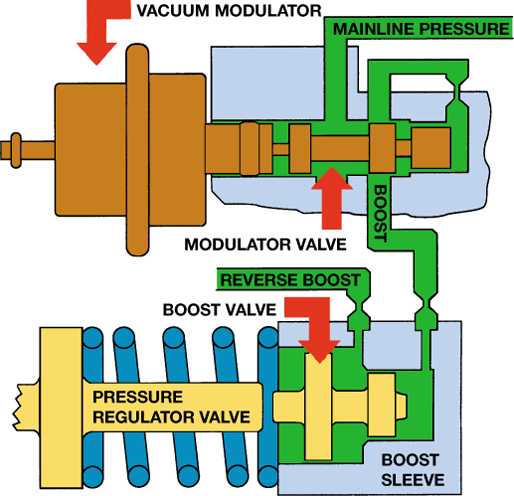 VACUUM MODULATOR
MAINLINE PRESSURE
BOOST
MODULATOR VALVE
REVERSE BOOST
BOOST VALVE
PRESSURE
REGULATOR VALVE
BOOST
SLEEVE